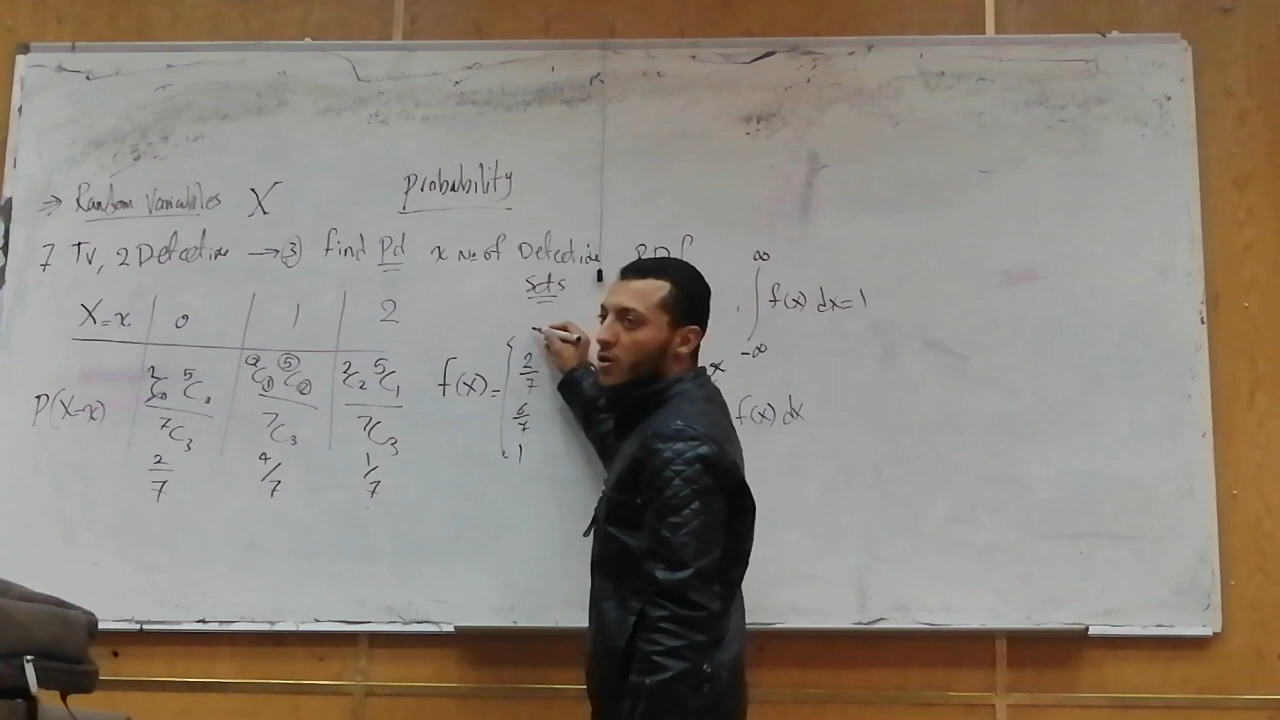 Probability
⇒ Random Variables X
7 Tv, 2 Defective → ③ find Pd x No of Defective PDF
Sets
X=x 0 1 2
P(X=x) ²C₀ ⁵C₃ / ⁷C₃ ²C₁ ⁵C₂ / ⁷C₃ ²C₂ ⁵C₁ / ⁷C₃
2/7 4/7 1/7
f(x) = { 2/7
6/7
1
∫ -∞ ∞ f(x) dx = 1
x
f(x) dx